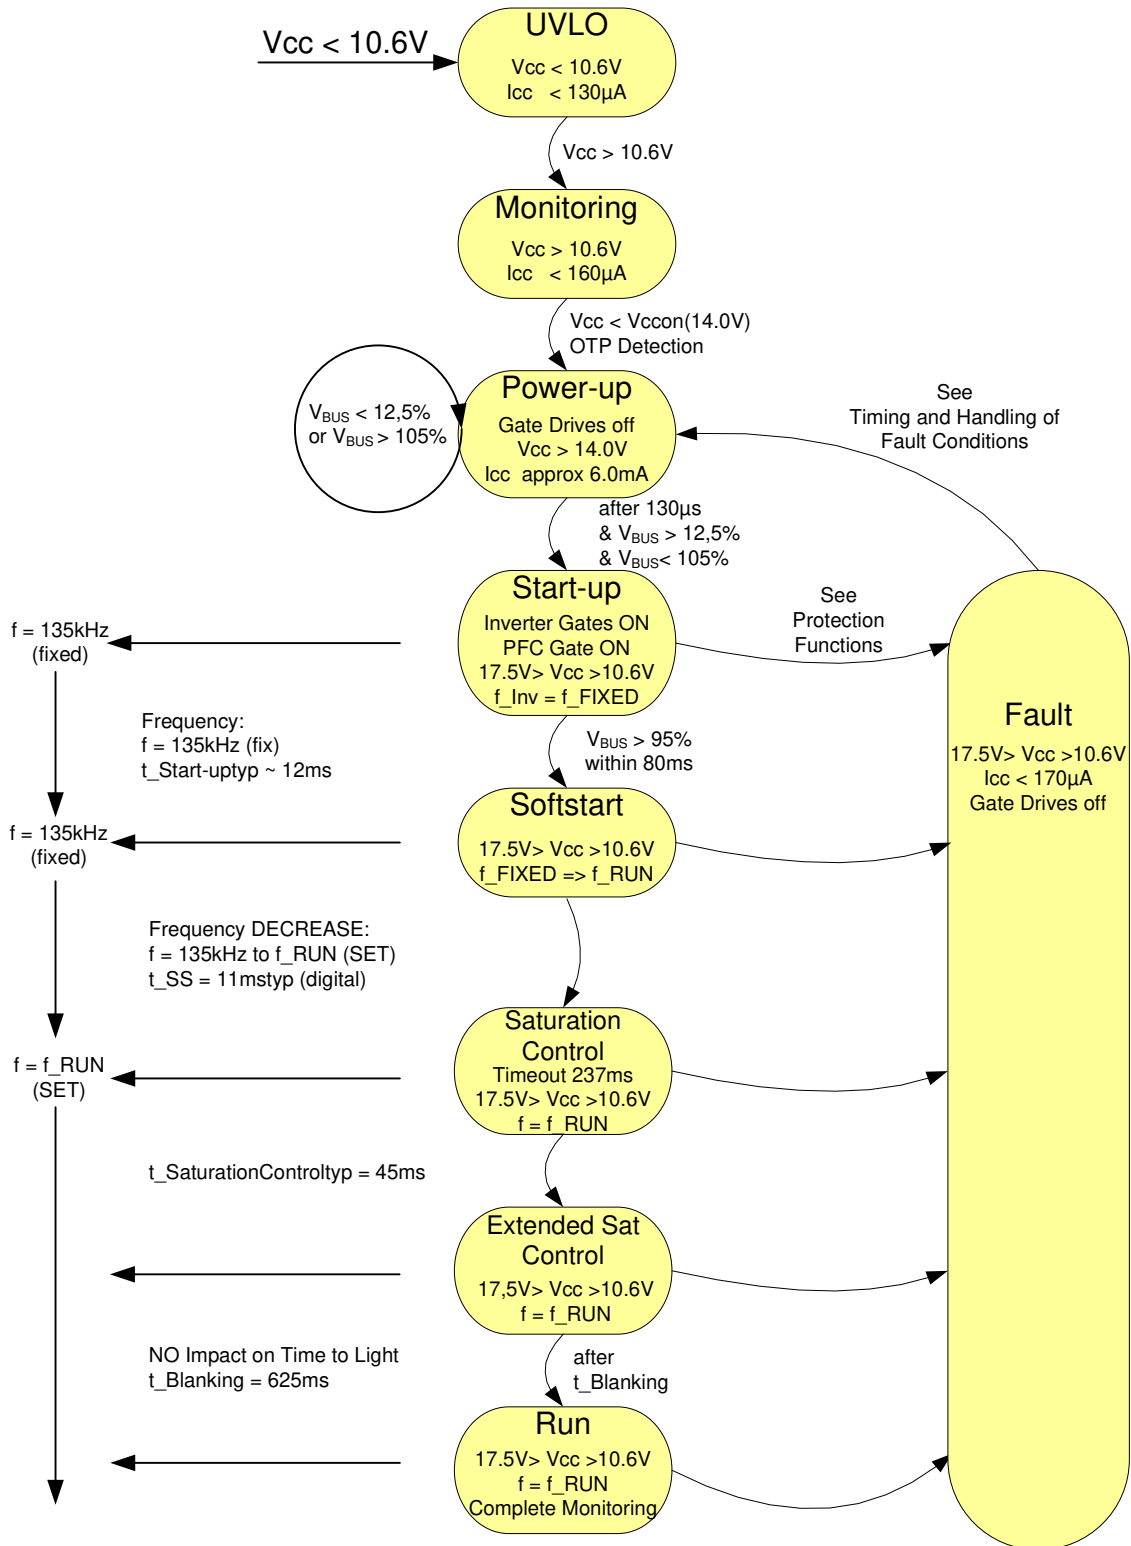 Vcc < 10.6V
UVLO
Vcc < 10.6V
Icc < 130µA
Vcc > 10.6V
Monitoring
Vcc > 10.6V
Icc < 160µA
Vcc < Vccon(14.0V)
OTP Detection
VBUS < 12,5%
or VBUS > 105%
Power-up
Gate Drives off
Vcc > 14.0V
Icc approx 6.0mA
See
Timing and Handling of
Fault Conditions
after 130µs
& VBUS > 12,5%
& VBUS< 105%
f = 135kHz
(fixed)
Start-up
Inverter Gates ON
PFC Gate ON
17.5V> Vcc >10.6V
f_Inv = f_FIXED
See
Protection
Functions
Fault
17.5V> Vcc >10.6V
Icc < 170µA
Gate Drives off
Frequency:
f = 135kHz (fix)
t_Start-uptyp ~ 12ms
VBUS > 95%
within 80ms
f = 135kHz
(fixed)
Softstart
17.5V> Vcc >10.6V
f_FIXED => f_RUN
Frequency DECREASE:
f = 135kHz to f_RUN (SET)
t_SS = 11mstyp (digital)
f = f_RUN
(SET)
Saturation
Control
Timeout 237ms
17.5V> Vcc >10.6V
f = f_RUN
t_SaturationControltyp = 45ms
Extended Sat
Control
17,5V> Vcc >10.6V
f = f_RUN
NO Impact on Time to Light
t_Blanking = 625ms
after
t_Blanking
Run
17.5V> Vcc >10.6V
f = f_RUN
Complete Monitoring